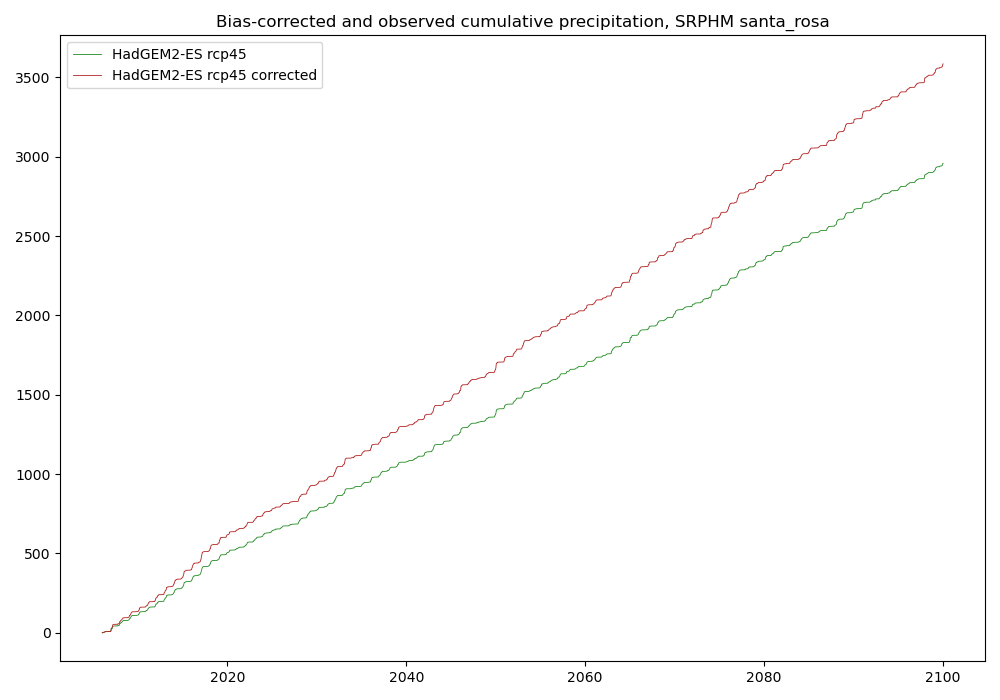 Bias-corrected and observed cumulative precipitation, SRPHM santa_rosa
HadGEM2-ES rcp45
HadGEM2-ES rcp45 corrected
3500
3000
2500
2000
1500
1000
500
0
2020 2040 2060 2080 2100